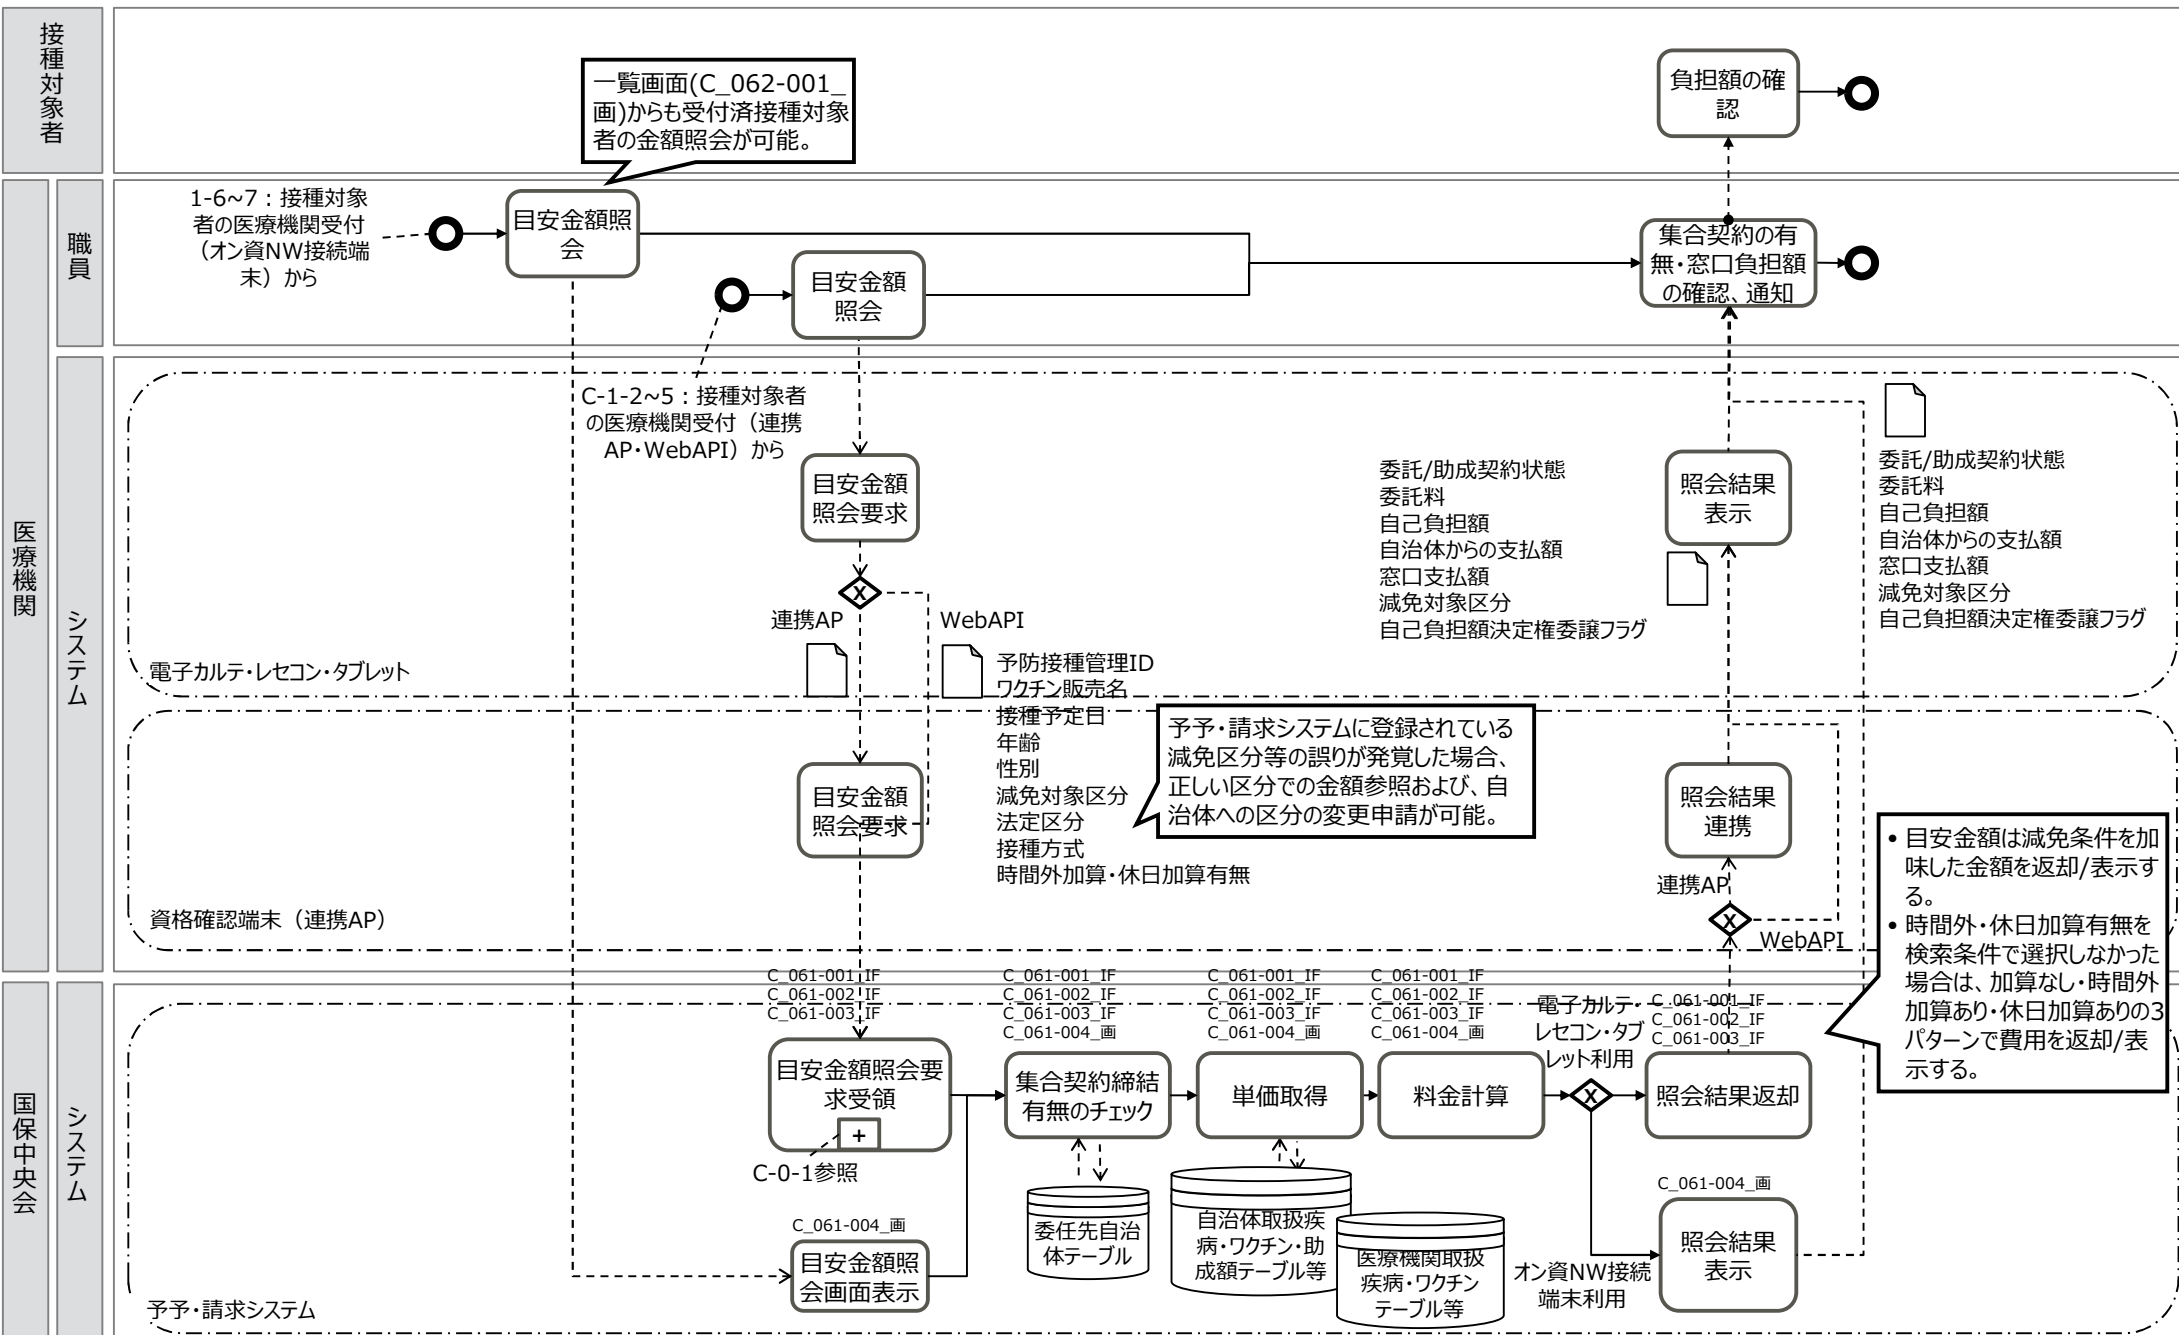 接種対象者
一覧画面(C_062-001_
画)からも受付済接種対象
者の金額照会が可能。
負担額の確
認
医療機関
職員
1-6~7：接種対象
者の医療機関受付
（オン資NW接続端
末）から
目安金額照
会
目安金額
照会
集合契約の有
無・窓口負担額
の確認、通知
システム
C-1-2~5：接種対象者
の医療機関受付（連携
AP・WebAPI）から
目安金額
照会要求
連携AP
WebAPI
予防接種管理ID
ワクチン販売名
接種予定日
年齢
性別
減免対象区分
法定区分
接種方式
時間外加算・休日加算有無
電子カルテ・レセコン・タブレット
委託/助成契約状態
委託料
自己負担額
自治体からの支払額
窓口支払額
減免対象区分
自己負担額決定権委譲フラグ
照会結果
表示
委託/助成契約状態
委託料
自己負担額
自治体からの支払額
窓口支払額
減免対象区分
自己負担額決定権委譲フラグ
目安金額
照会要求
予予・請求システムに登録されている
減免区分等の誤りが発覚した場合、
正しい区分での金額参照および、自
治体への区分の変更申請が可能。
照会結果
連携
連携AP
X
WebAPI
資格確認端末（連携AP）
• 目安金額は減免条件を加
味した金額を返却/表示す
る。
• 時間外・休日加算有無を
検索条件で選択しなかった
場合は、加算なし・時間外
加算あり・休日加算ありの3
パターンで費用を返却/表
示する。
国保中央会
システム
C_061-001_IF
C_061-002_IF
C_061-003_IF
目安金額照会要
求受領
+
C-0-1参照
C_061-004_画
目安金額照
会画面表示
C_061-001_IF
C_061-002_IF
C_061-003_IF
C_061-004_画
集合契約締結
有無のチェック
委任先自治
体テーブル
C_061-001_IF
C_061-002_IF
C_061-003_IF
C_061-004_画
単価取得
自治体取扱疾
病・ワクチン・助
成額テーブル等
C_061-001_IF
C_061-002_IF
C_061-003_IF
C_061-004_画
料金計算
医療機関取扱
疾病・ワクチン
テーブル等
電子カルテ・
レセコン・タブ
レット利用
X
オン資NW接続
端末利用
C_061-001_IF
C_061-002_IF
C_061-003_IF
照会結果返却
C_061-004_画
照会結果
表示
予予・請求システム
X